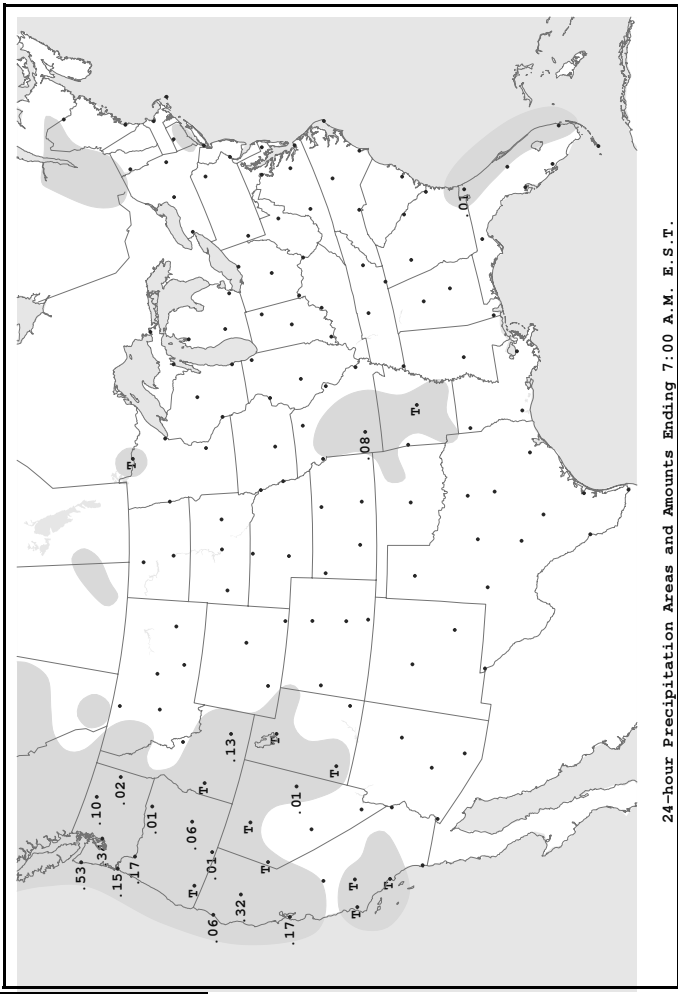 .53
.10
.15
.02
T
.17
.01
.06
T
T
.01
.06
.13
.32
T
T
T
.17
.01
T
T
T
.08
T
T
.01
24-hour Precipitation Areas and Amounts Ending 7:00 A.M. E.S.T.